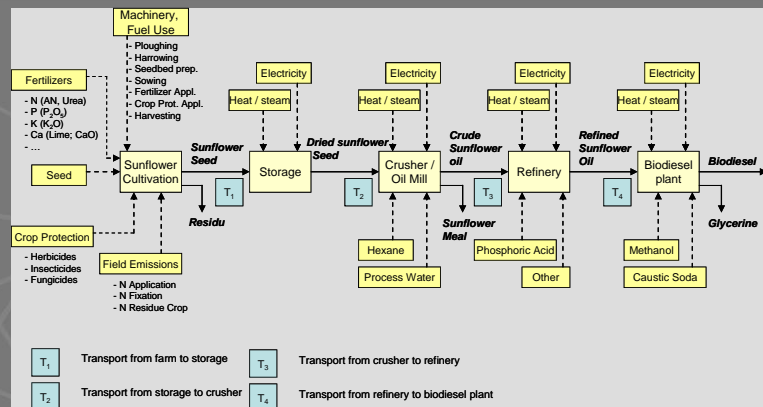 Machinery,
Fuel Use
- Ploughing
- Harrowing
- Seedbed prep.
- Sowing
- Fertilizer Appl.
- Crop Prot. Appl.
- Harvesting
Fertilizers
- N (AN, Urea)
- P (P₂O₅)
- K (K₂O)
- Ca (Lime; CaO)
- ...
Seed
Sunflower
Cultivation
Crop Protection
- Herbicides
- Insecticides
- Fungicides
Field Emissions
- N Application
- N Fixation
- N Residue Crop
Residu
Sunflower
Seed
T₁
Electricity
Heat / steam
Storage
Dried sunflower
Seed
T₂
Electricity
Heat / steam
Crusher /
Oil Mill
Hexane
Process Water
Sunflower
Meal
Crude
Sunflower
oil
T₃
Electricity
Heat / steam
Refinery
Phosphoric Acid
Other
Refined
Sunflower
Oil
T₄
Electricity
Heat / steam
Biodiesel
plant
Methanol
Caustic Soda
Biodiesel
Glycerine
T₁ Transport from farm to storage
T₃ Transport from crusher to refinery
T₂ Transport from storage to crusher
T₄ Transport from refinery to biodiesel plant